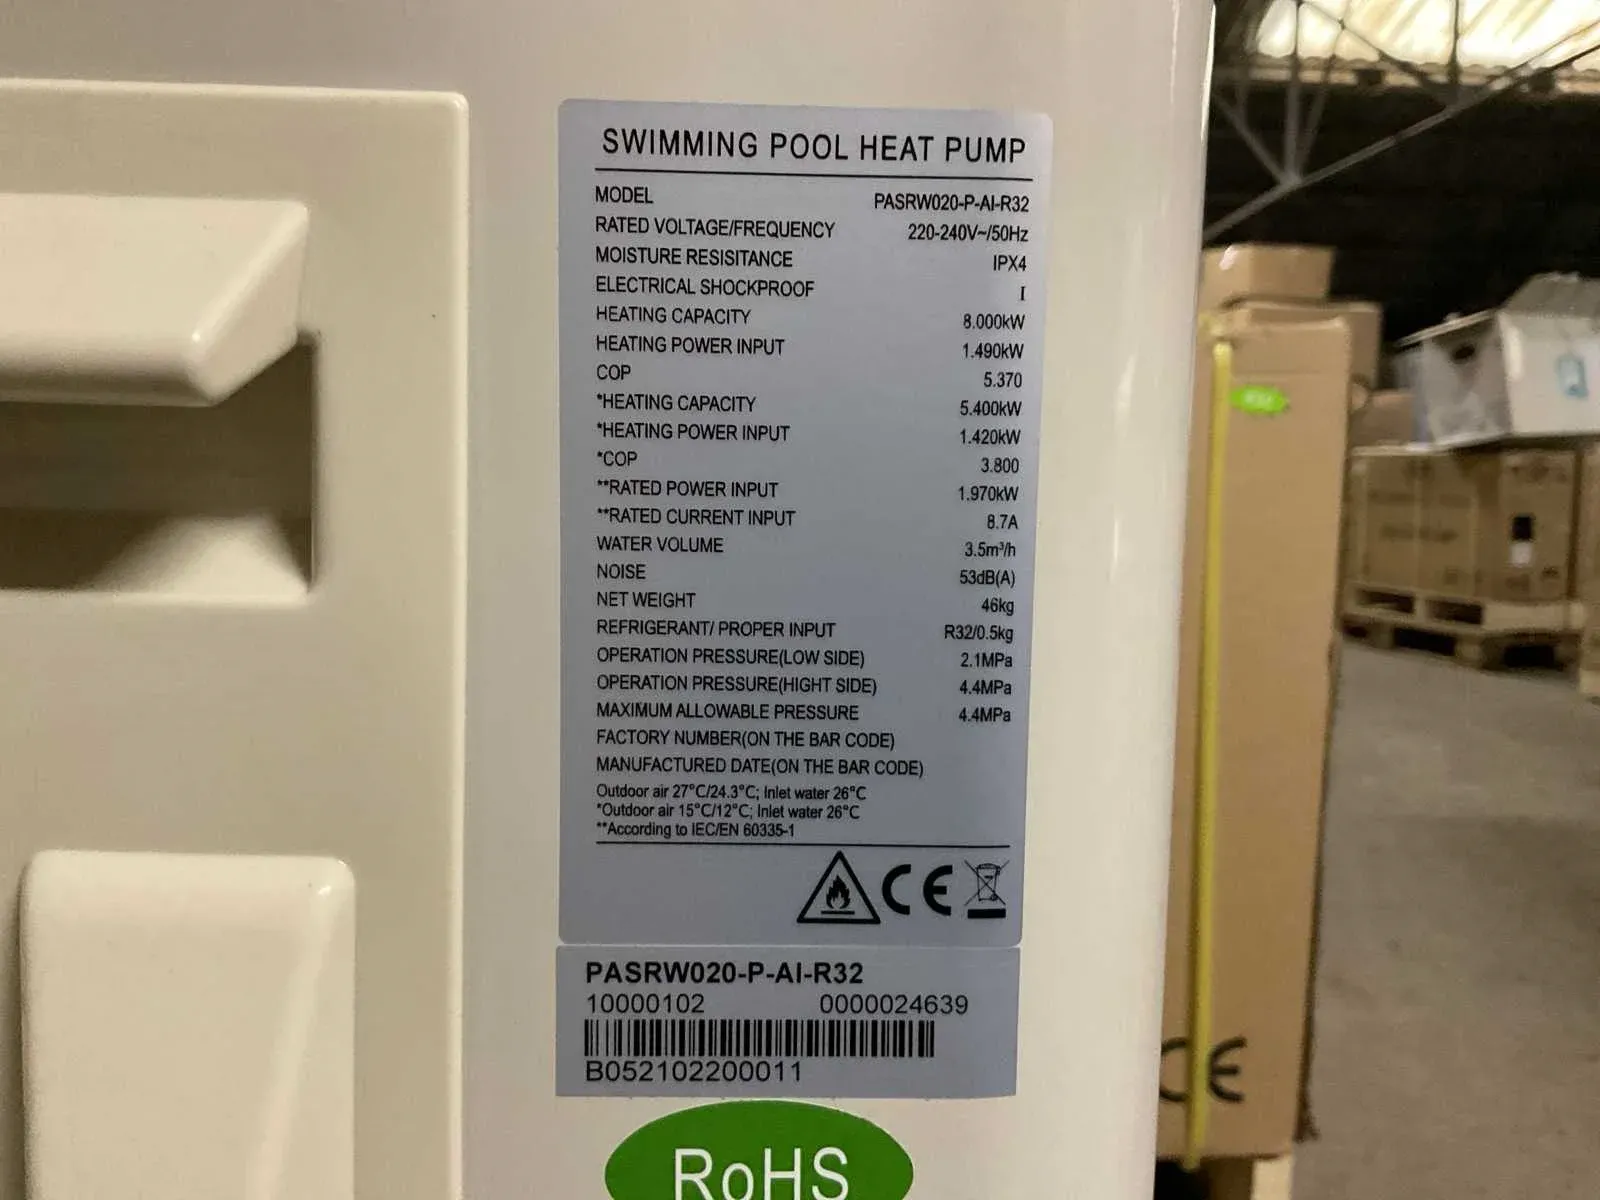 SWIMMING POOL HEAT PUMP
MODEL PASRW020-P-AI-R32
RATED VOLTAGE/FREQUENCY 220-240V~/50Hz
MOISTURE RESISITANCE IPX4
ELECTRICAL SHOCKPROOF I
HEATING CAPACITY 8.000kW
HEATING POWER INPUT 1.490kW
COP 5.370
*HEATING CAPACITY 5.400kW
*HEATING POWER INPUT 1.420kW
*COP 3.800
**RATED POWER INPUT 1.970kW
**RATED CURRENT INPUT 8.7A
WATER VOLUME 3.5m³/h
NOISE 53dB(A)
NET WEIGHT 46kg
REFRIGERANT/ PROPER INPUT R32/0.5kg
OPERATION PRESSURE(LOW SIDE) 2.1MPa
OPERATION PRESSURE(HIGHT SIDE) 4.4MPa
MAXIMUM ALLOWABLE PRESSURE 4.4MPa
FACTORY NUMBER(ON THE BAR CODE)
MANUFACTURED DATE(ON THE BAR CODE)
Outdoor air 27°C/24.3°C; Inlet water 26°C
*Outdoor air 15°C/12°C; Inlet water 26°C
**According to IEC/EN 60335-1
CE
PASRW020-P-AI-R32
10000102 0000024639
B052102200011
RoHS
CE